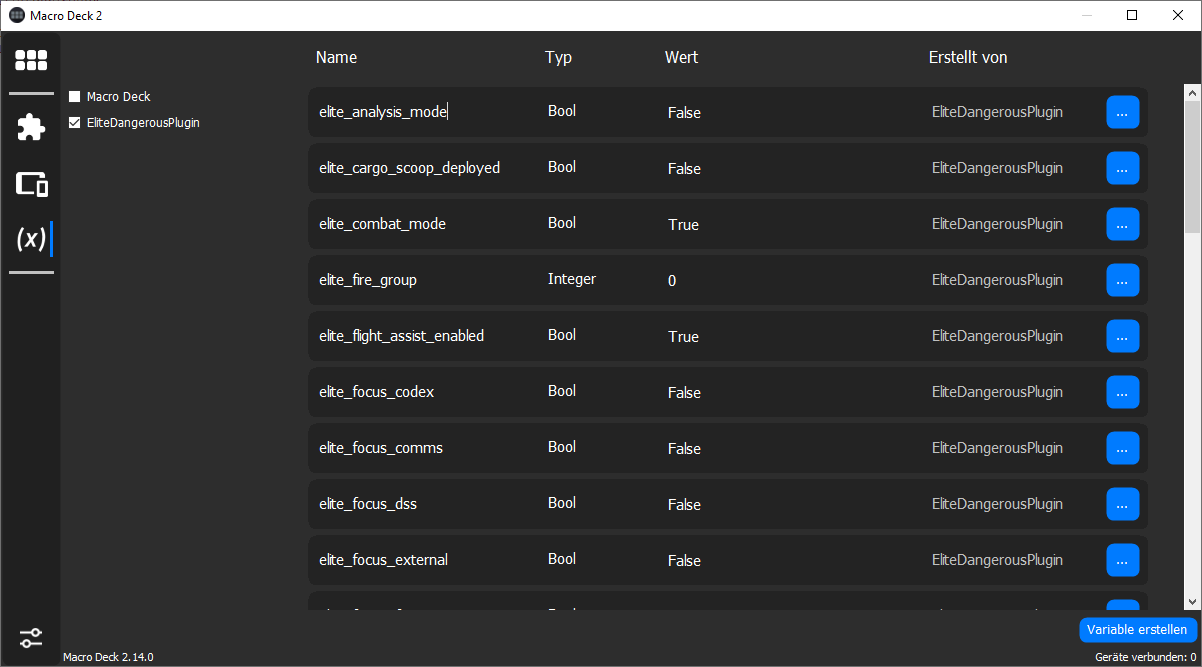 Macro Deck 2
Name Typ Wert Erstellt von
Macro Deck
EliteDangerousPlugin
elite_analysis_mode Bool False EliteDangerousPlugin ...
elite_cargo_scoop_deployed Bool False EliteDangerousPlugin ...
elite_combat_mode Bool True EliteDangerousPlugin ...
(x)
elite_fire_group Integer 0 EliteDangerousPlugin ...
elite_flight_assist_enabled Bool True EliteDangerousPlugin ...
elite_focus_codex Bool False EliteDangerousPlugin ...
elite_focus_comms Bool False EliteDangerousPlugin ...
elite_focus_dss Bool False EliteDangerousPlugin ...
elite_focus_external Bool False EliteDangerousPlugin ...
Variable erstellen
Macro Deck 2.14.0
Geräte verbunden: 0